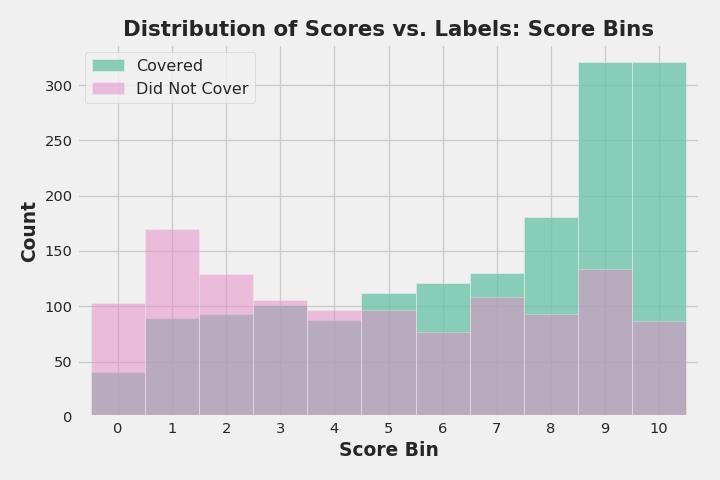 Distribution of Scores vs. Labels: Score Bins
Covered
Did Not Cover
300
250
200
150
100
50
0
Count
0 1 2 3 4 5 6 7 8 9 10
Score Bin